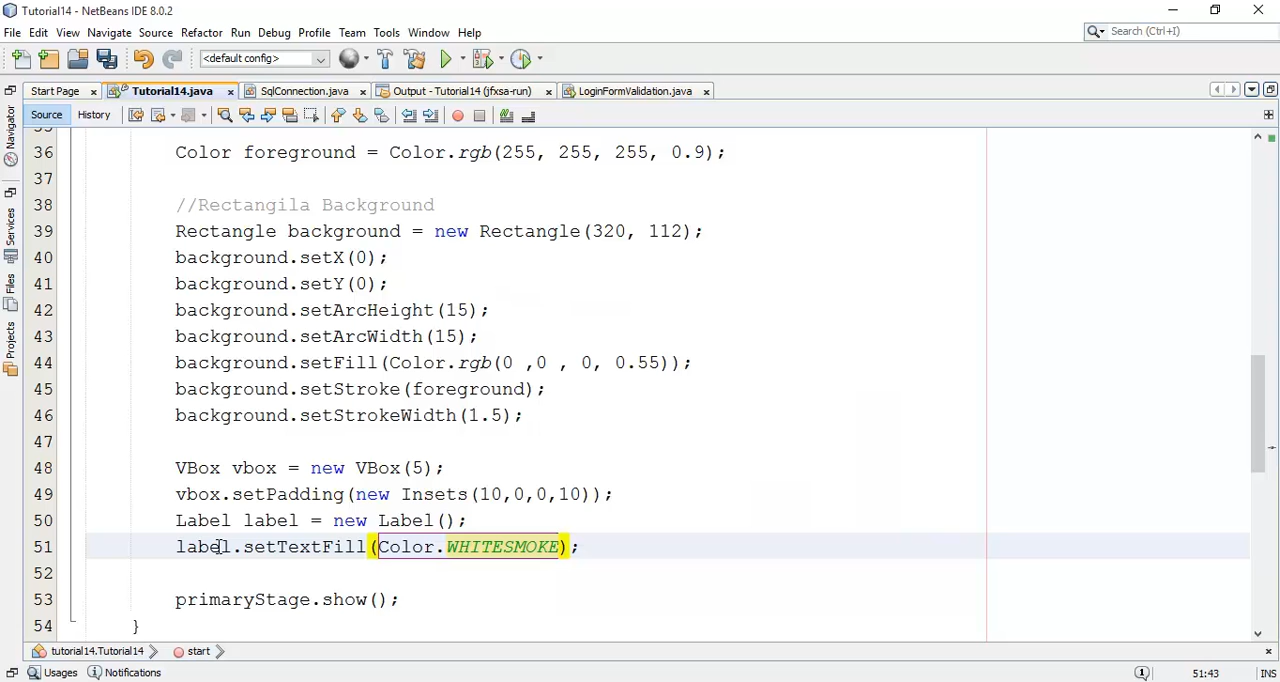 Tutorial14 - NetBeans IDE 8.0.2
File Edit View Navigate Source Refactor Run Debug Profile Team Tools Window Help
Search (Ctrl+I)
<default config>
Start Page Tutorial14.java SqlConnection.java Output - Tutorial14 (jfxsa-run) LoginFormValidation.java
Source History
Navigator
Services
Files
Projects
36 Color foreground = Color.rgb(255, 255, 255, 0.9);
37
38 //Rectangila Background
39 Rectangle background = new Rectangle(320, 112);
40 background.setX(0);
41 background.setY(0);
42 background.setArcHeight(15);
43 background.setArcWidth(15);
44 background.setFill(Color.rgb(0 ,0 , 0, 0.55));
45 background.setStroke(foreground);
46 background.setStrokeWidth(1.5);
47
48 VBox vbox = new VBox(5);
49 vbox.setPadding(new Insets(10,0,0,10));
50 Label label = new Label();
51 label.setTextFill(Color.WHITESMOKE);
52
53 primaryStage.show();
54 }
tutorial14.Tutorial14 start
Usages Notifications 1 51:43 INS